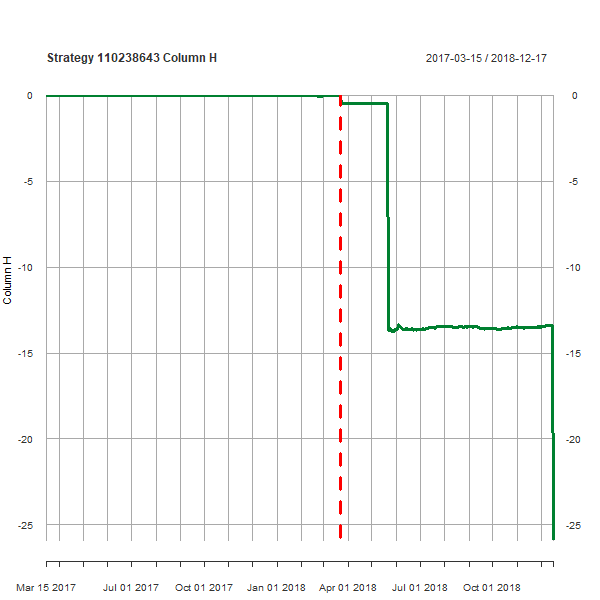 Strategy 110238643 Column H
2017-03-15 / 2018-12-17
0
0
-5
-5
-10
-10
Column H
-15
-15
-20
-20
-25
-25
Mar 15 2017
Jul 01 2017
Oct 01 2017
Jan 01 2018
Apr 01 2018
Jul 01 2018
Oct 01 2018